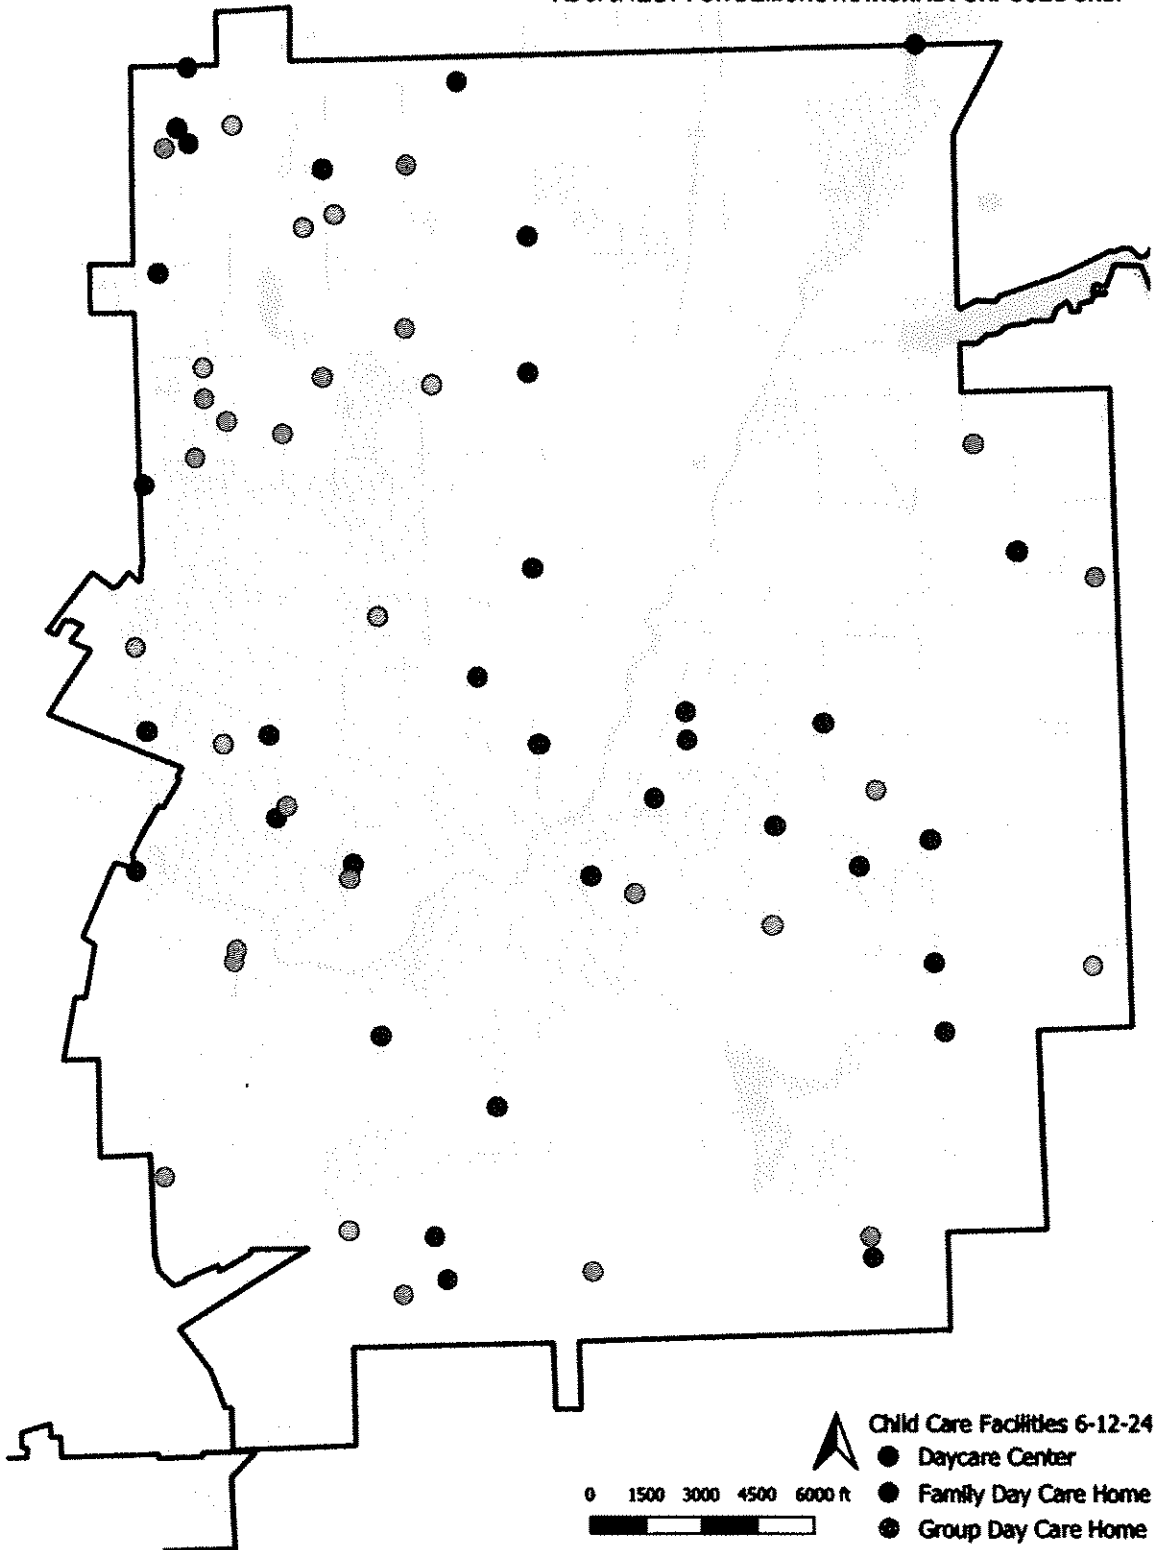 Child Care Facilities 6-12-24
Daycare Center
0 1500 3000 4500 6000 ft
Family Day Care Home
Group Day Care Home